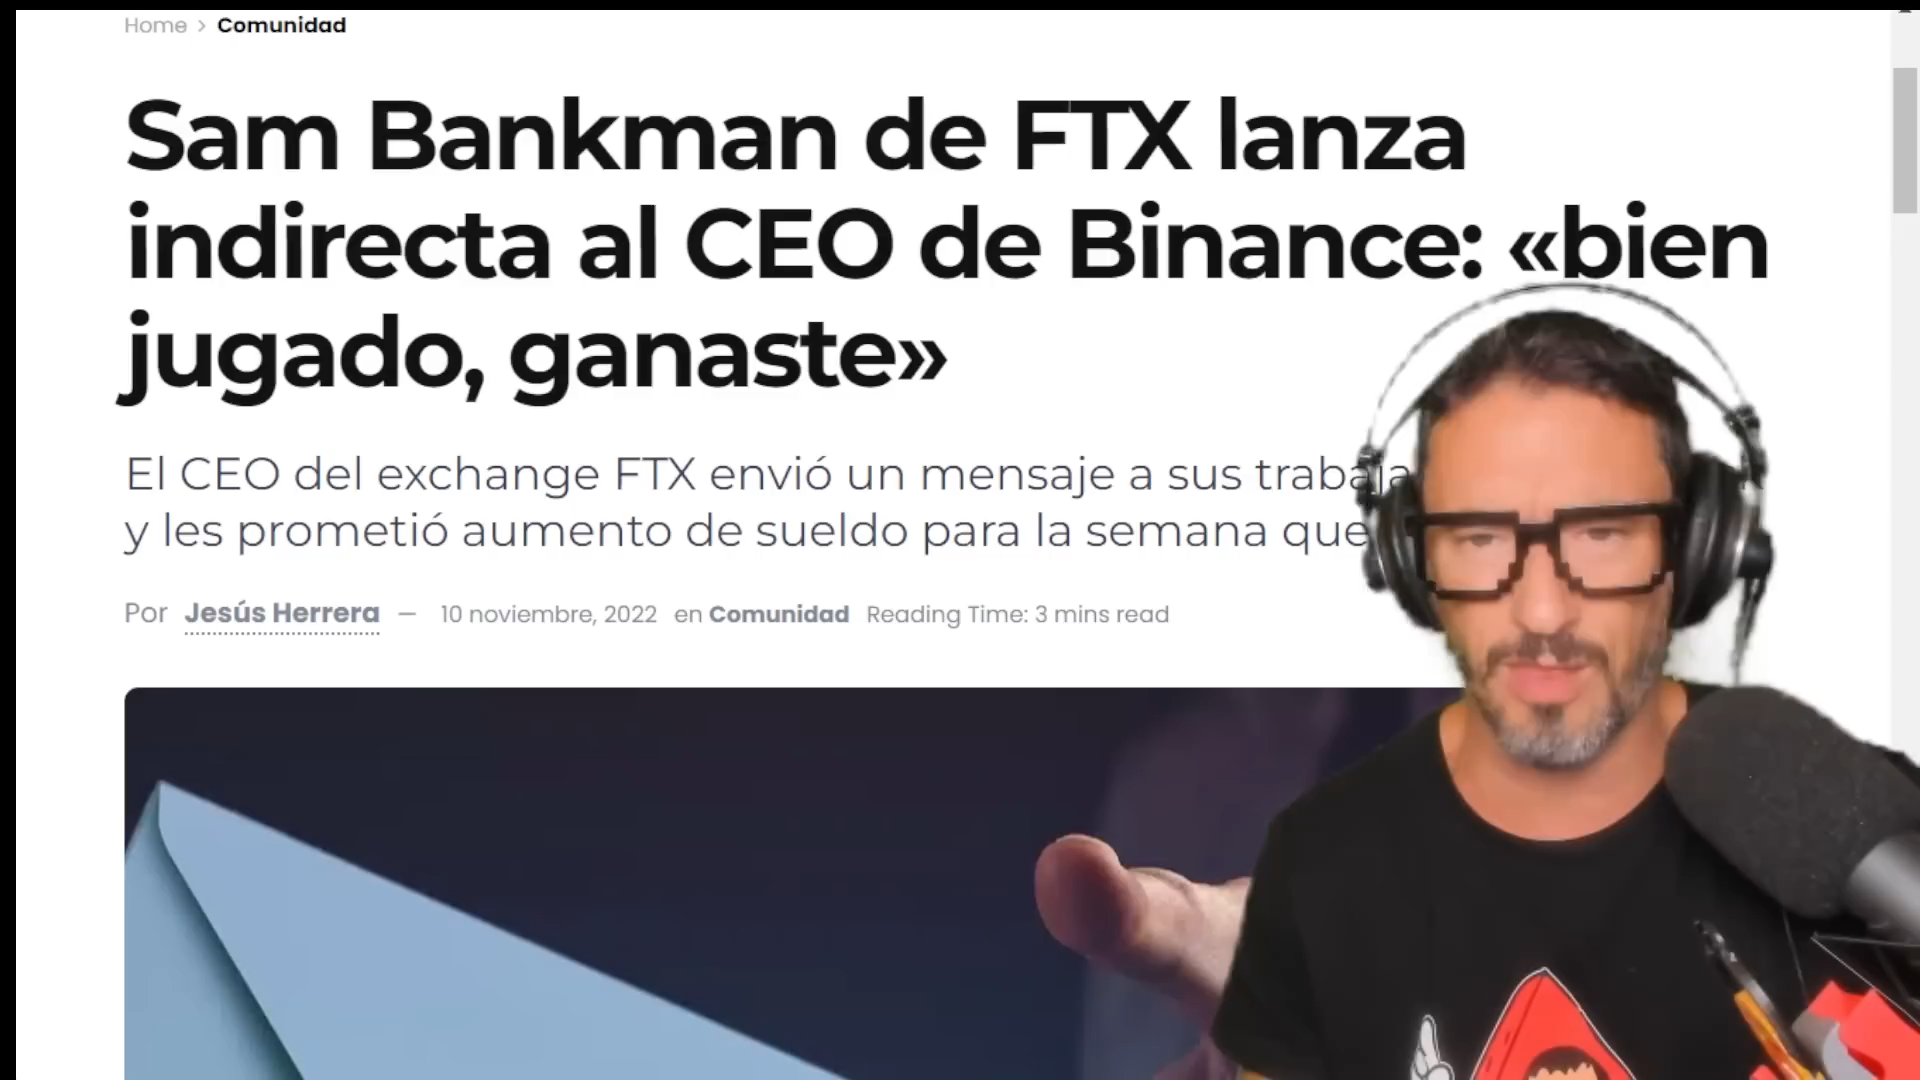 Home > Comunidad
Sam Bankman de FTX lanza
indirecta al CEO de Binance: «bien
jugado, ganaste»
El CEO del exchange FTX envió un mensaje a sus
y les prometió aumento de sueldo para la semana que
Por Jesús Herrera — 10 noviembre, 2022 en Comunidad Reading Time: 3 mins read